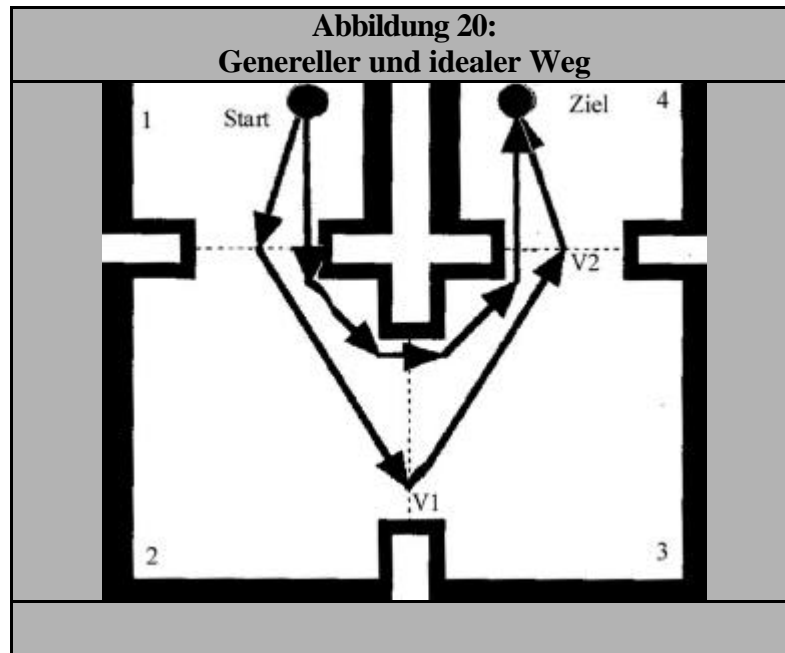 Abbildung 20:
Genereller und idealer Weg
1
Start
Ziel
4
V2
V1
2
3